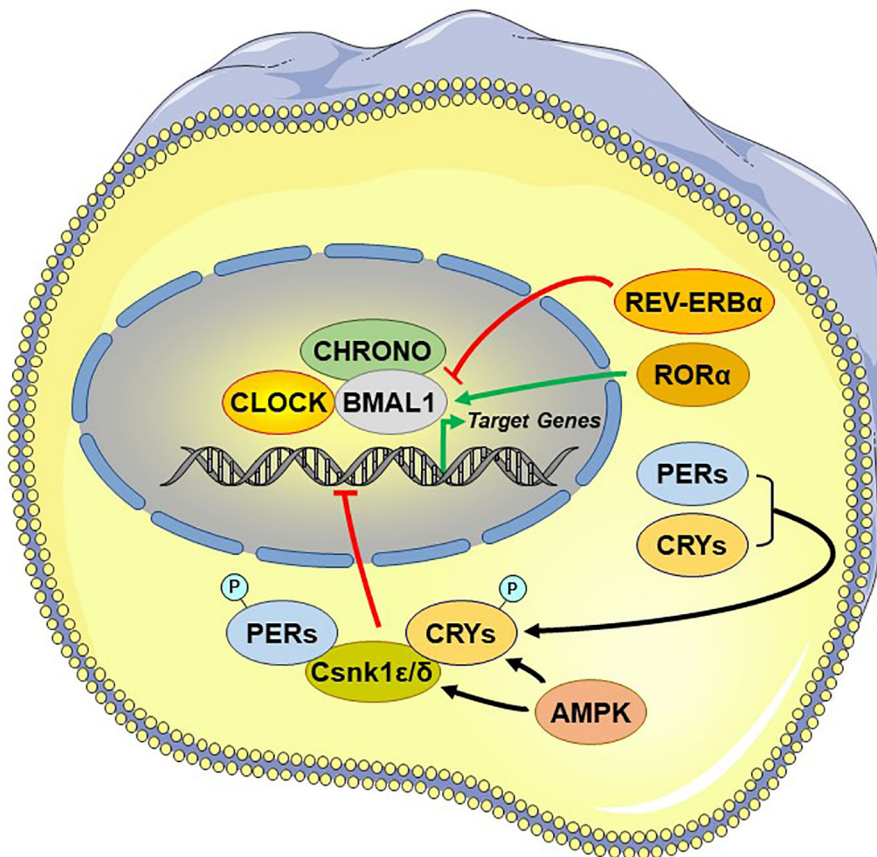 REV-ERBα
CHRONO
RORα
CLOCK
BMAL1
Target Genes
PERs
CRYs
P
P
PERs
CRYs
Csnk1ε/δ
AMPK